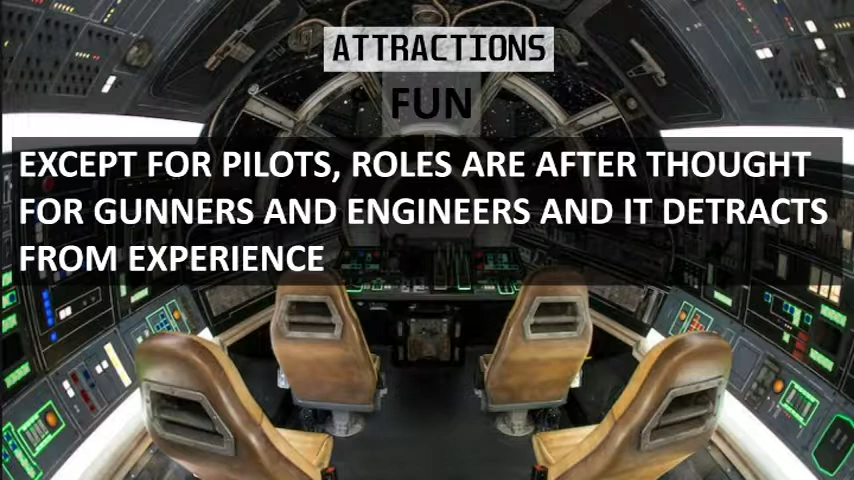 ATTRACTIONS
FUN
EXCEPT FOR PILOTS, ROLES ARE AFTER THOUGHT
FOR GUNNERS AND ENGINEERS AND IT DETRACTS
FROM EXPERIENCE